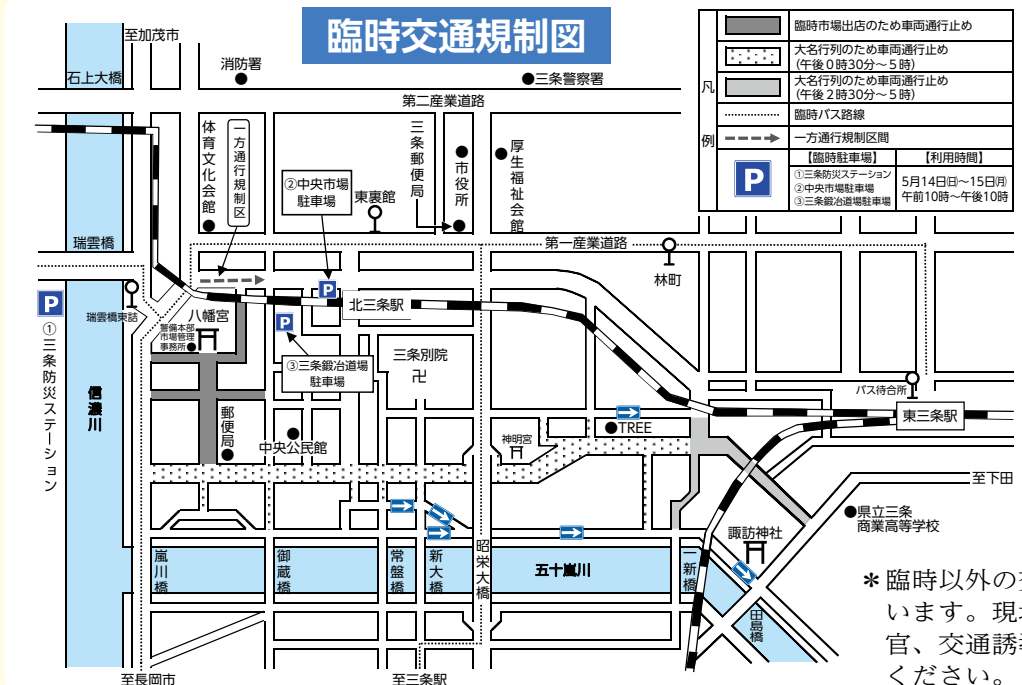 臨時交通規制図
凡例
臨時市場出店のため車両通行止め
大名行列のため車両通行止め
(午後0時30分〜5時)
大名行列のため車両通行止め
(午後2時30分〜5時)
臨時バス路線
一方通行規制区間
P
【臨時駐車場】
【利用時間】
①三条防災ステーション
②中央市場駐車場
③三条鍛冶道場駐車場
5月14日㈰〜15日㈪
午前10時〜午後10時
至加茂市
石上大橋
消防署
三条警察署
第二産業道路
体育文化会館
一方通行規制区
②中央市場
駐車場
東裏館
三条郵便局
市役所
厚生福祉会館
瑞雲橋
第一産業道路
林町
P
①三条防災ステーション
瑞雲橋東詰
八幡宮
警備本部
市場管理
事務所
P
北三条駅
P
③三条鍛冶道場
駐車場
三条別院
卍
バス待合所
東三条駅
信濃川
郵便局
中央公民館
神明宮
TREE
至下田
県立三条
商業高等学校
諏訪神社
嵐川橋
御蔵橋
常盤橋
新大橋
昭栄大橋
五十嵐川
一新橋
田島橋
至長岡市
至三条駅
＊臨時以外の
います。現
官、交通誘
ください。